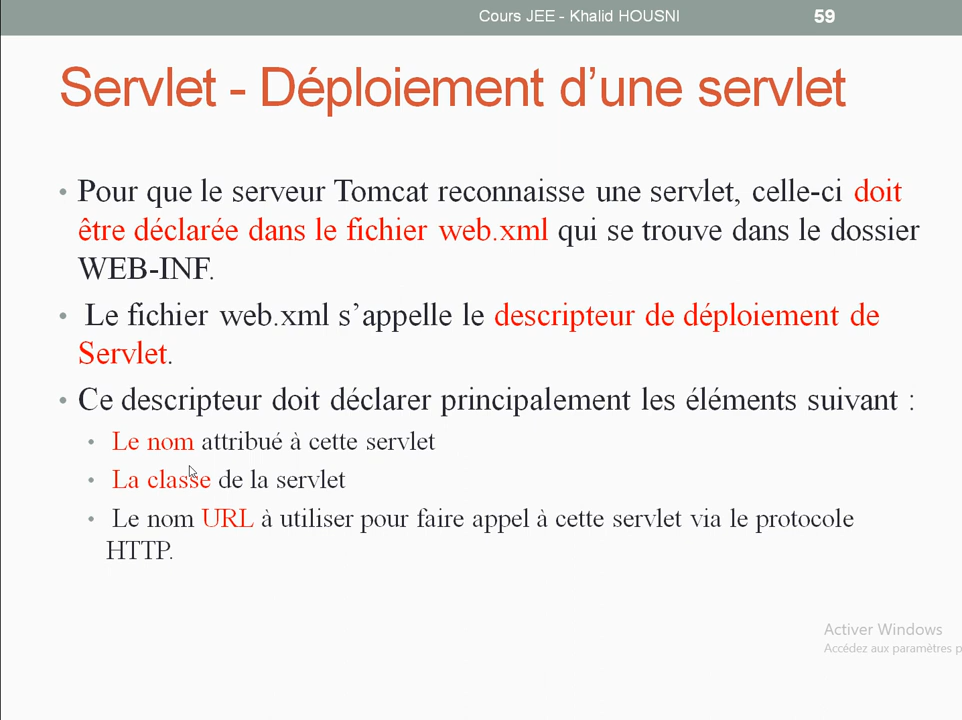 Cours JEE - Khalid HOUSNI 59
Servlet - Déploiement d’une servlet
• Pour que le serveur Tomcat reconnaisse une servlet, celle-ci doit
être déclarée dans le fichier web.xml qui se trouve dans le dossier
WEB-INF.
• Le fichier web.xml s’appelle le descripteur de déploiement de
Servlet.
• Ce descripteur doit déclarer principalement les éléments suivant :
• Le nom attribué à cette servlet
• La classe de la servlet
• Le nom URL à utiliser pour faire appel à cette servlet via le protocole
HTTP.
Activer Windows
Accédez aux paramètres p